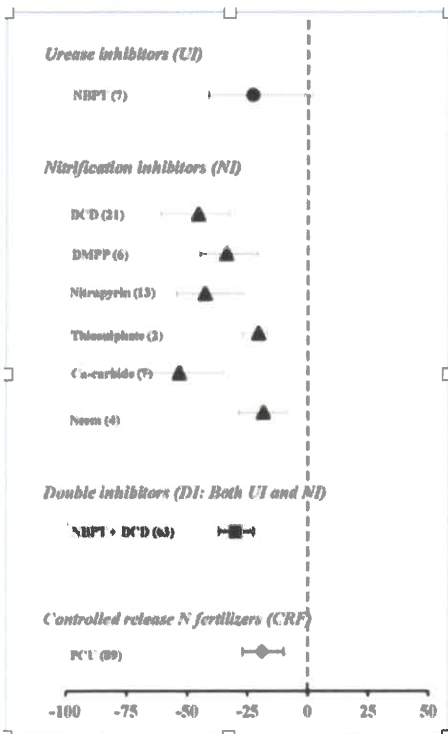 Urease inhibitors (UI)
NBPT (7)
Nitrification inhibitors (NI)
DCD (21)
DMPP (6)
Nitrapyrin (13)
Thiosulphate (2)
Ca-carbide (7)
Neem (4)
Double inhibitors (DI: Both UI and NI)
NBPT + DCD (63)
Controlled release N fertilizers (CRF)
PCU (89)
-100 -75 -50 -25 0 25 50